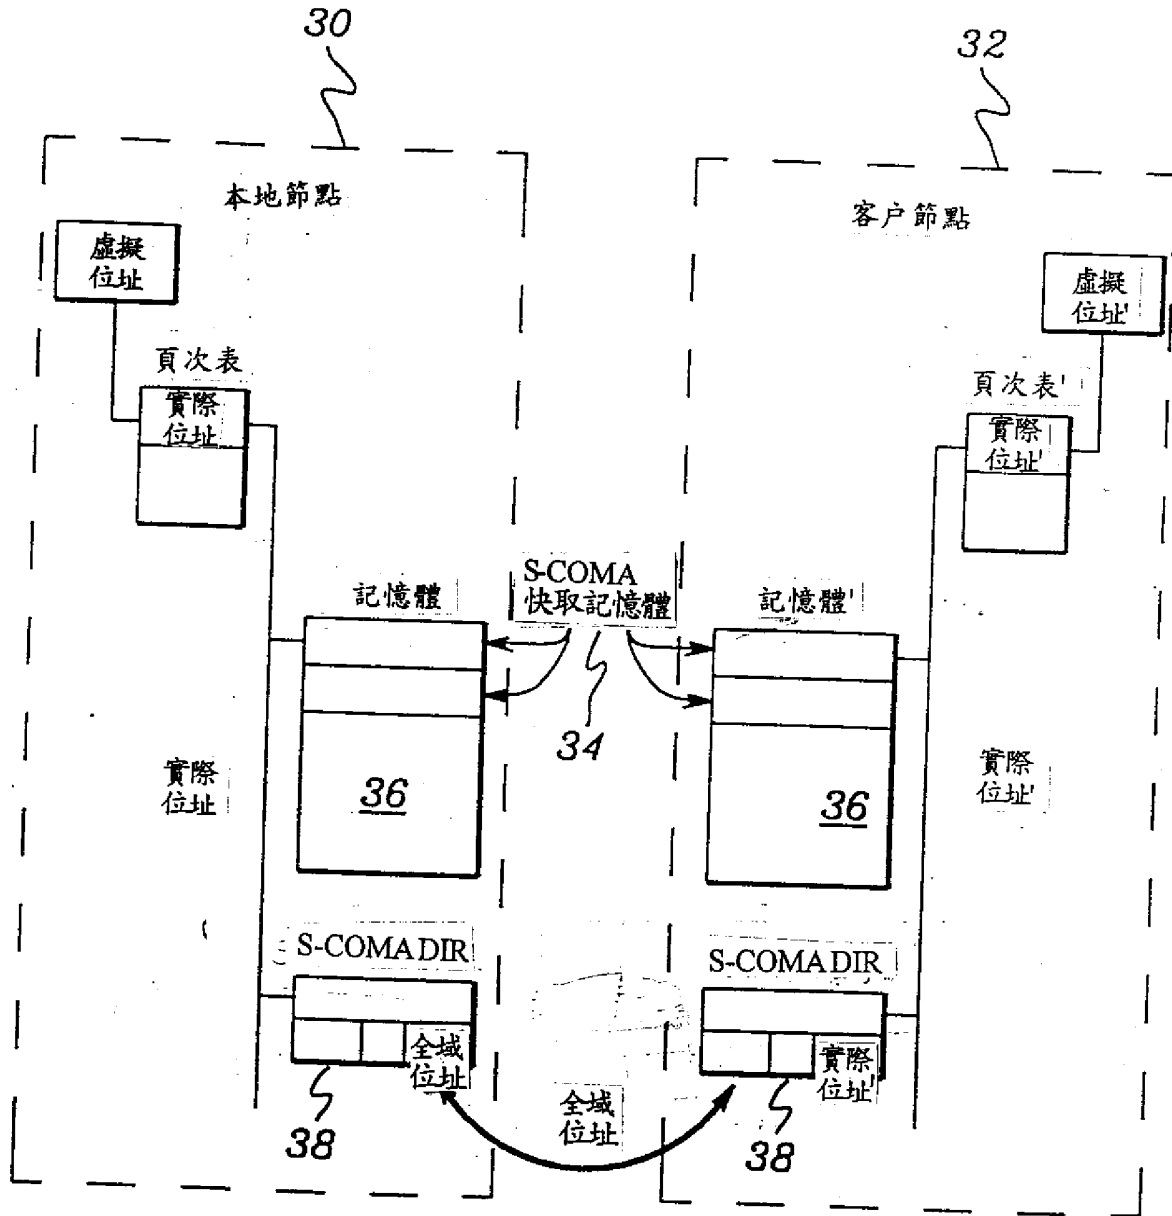 30
32
本地節點
客户節點
虛擬
位址
虛擬
位址'
頁次表
頁次表'
實際
位址
實際
位址'
S-COMA
快取記憶體
記憶體
記憶體'
34
實際
位址
實際
位址'
36
36
S-COMA DIR
S-COMA DIR
全域
位址
實際
位址'
全域
位址
38
38